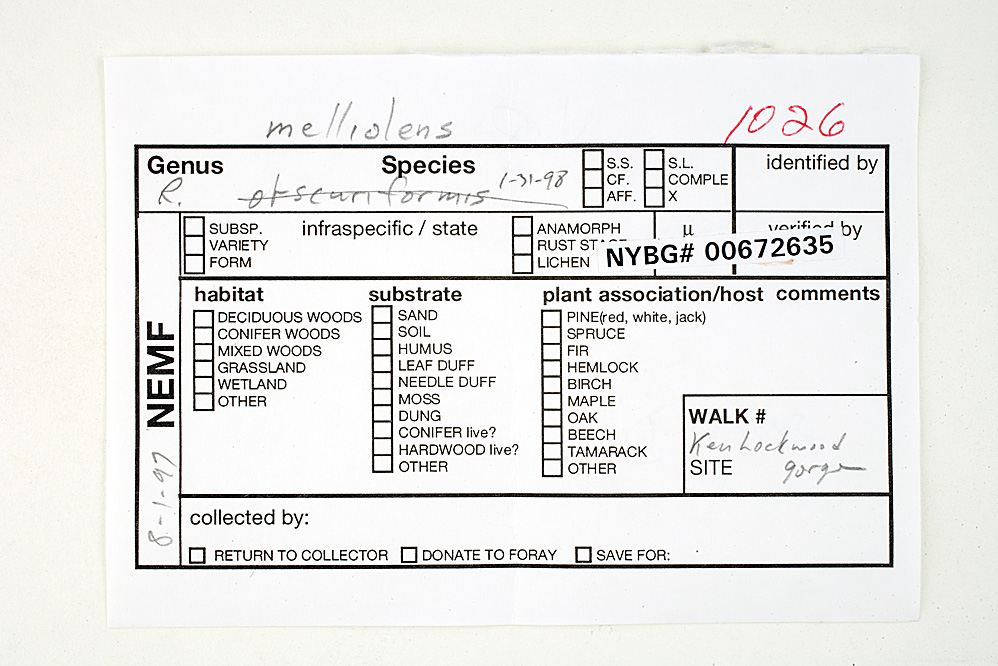 melliolens
1026
Genus Species
R. obscuriformis 1-31-98
S.S. S.L.
CF. COMPLE
AFF. X
identified by
SUBSP.
VARIETY
FORM
infraspecific / state
ANAMORPH
RUST STAGE
LICHEN
µ
verified by
NYBG# 00672635
NEMF
8-1-97
habitat
DECIDUOUS WOODS
CONIFER WOODS
MIXED WOODS
GRASSLAND
WETLAND
OTHER
substrate
SAND
SOIL
HUMUS
LEAF DUFF
NEEDLE DUFF
MOSS
DUNG
CONIFER live?
HARDWOOD live?
OTHER
plant association/host comments
PINE(red, white, jack)
SPRUCE
FIR
HEMLOCK
BIRCH
MAPLE
OAK
BEECH
TAMARACK
OTHER
WALK #
Ken Lockwood
SITE gorge
collected by:
RETURN TO COLLECTOR DONATE TO FORAY SAVE FOR: